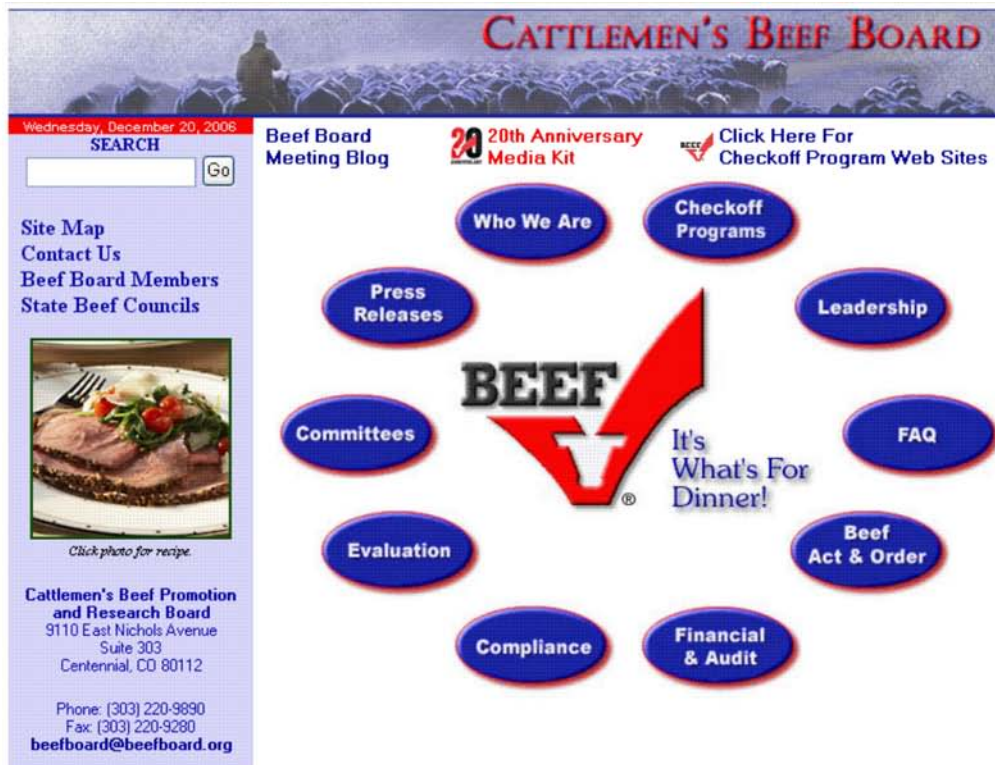 CATTLEMEN'S BEEF BOARD
Wednesday, December 20, 2006
SEARCH
Go
Site Map
Contact Us
Beef Board Members
State Beef Councils
Click photo for recipe.
Cattlemen's Beef Promotion
and Research Board
9110 East Nichols Avenue
Suite 303
Centennial, CO 80112
Phone: (303) 220-9890
Fax: (303) 220-9280
beefboard@beefboard.org
Beef Board
Meeting Blog
20
20th Anniversary
Media Kit
BEEF
Click Here For
Checkoff Program Web Sites
Who We Are
Checkoff
Programs
Press
Releases
Leadership
Committees
FAQ
Evaluation
Beef
Act & Order
Compliance
Financial
& Audit
BEEF
®
It's
What's For
Dinner!